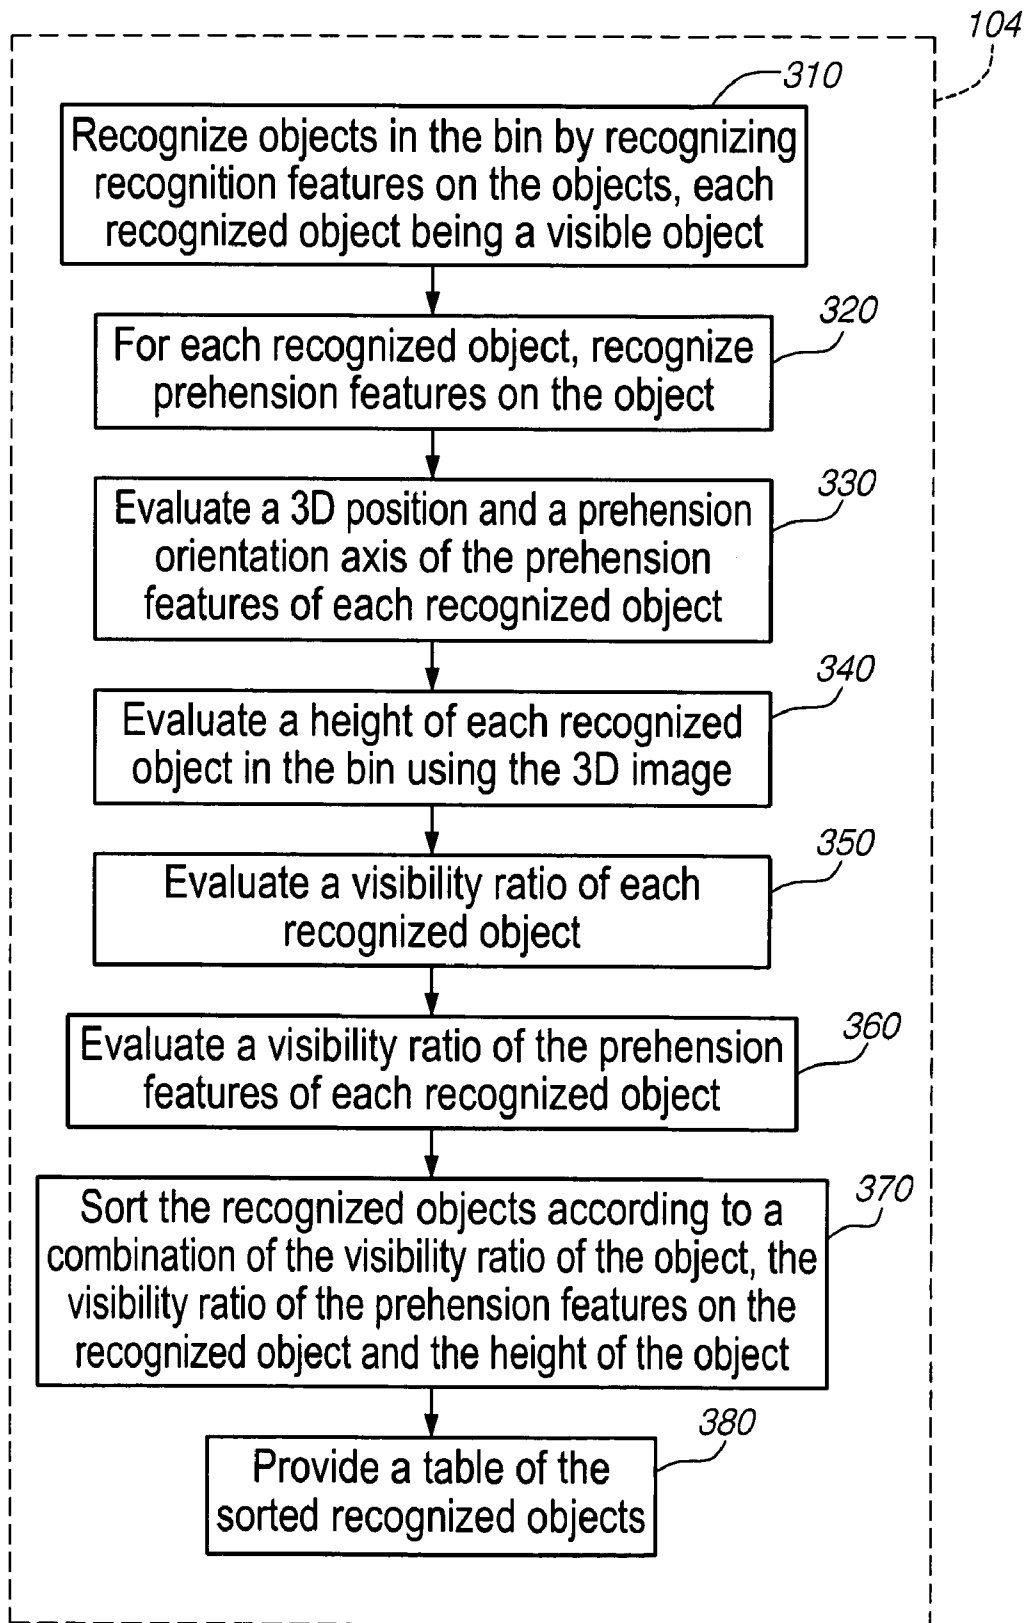 104
310
Recognize objects in the bin by recognizing
recognition features on the objects, each
recognized object being a visible object
320
For each recognized object, recognize
prehension features on the object
330
Evaluate a 3D position and a prehension
orientation axis of the prehension
features of each recognized object
340
Evaluate a height of each recognized
object in the bin using the 3D image
350
Evaluate a visibility ratio of each
recognized object
360
Evaluate a visibility ratio of the prehension
features of each recognized object
370
Sort the recognized objects according to a
combination of the visibility ratio of the object, the
visibility ratio of the prehension features on the
recognized object and the height of the object
380
Provide a table of the
sorted recognized objects